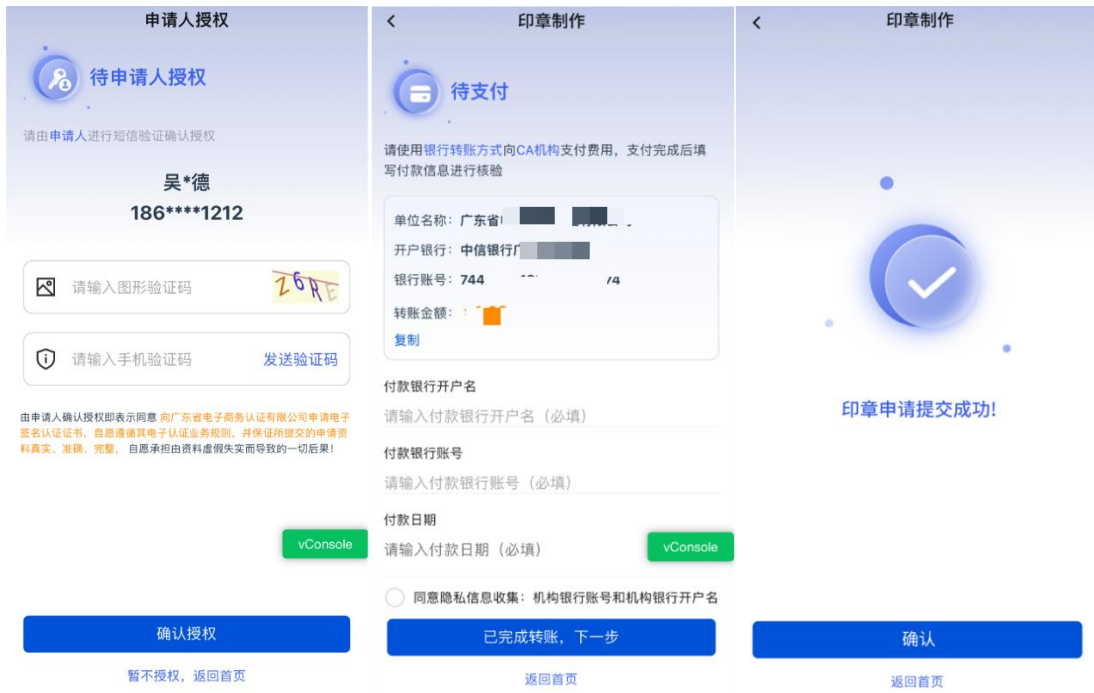 申请人授权
待申请人授权
请由申请人进行短信验证确认授权
吴*德
186****1212
请输入图形验证码
Z6RE
请输入手机验证码
发送验证码
由申请人确认授权即表示同意 向广东省电子商务认证有限公司申请电子
签名认证证书，自愿遵循其电子认证业务规则，并保证所提交的申请资
料真实、准确、完整， 自愿承担由资料虚假失实而导致的一切后果！
vConsole
确认授权
暂不授权，返回首页
印章制作
待支付
请使用银行转账方式向CA机构支付费用，支付完成后填
写付款信息进行核验
单位名称：广东省
开户银行：中信银行
银行账号：744
转账金额：
复制
付款银行开户名
请输入付款银行开户名（必填）
付款银行账号
请输入付款银行账号（必填）
付款日期
请输入付款日期（必填）
vConsole
同意隐私信息收集：机构银行账号和机构银行开户名
已完成转账，下一步
返回首页
印章制作
印章申请提交成功!
确认
返回首页